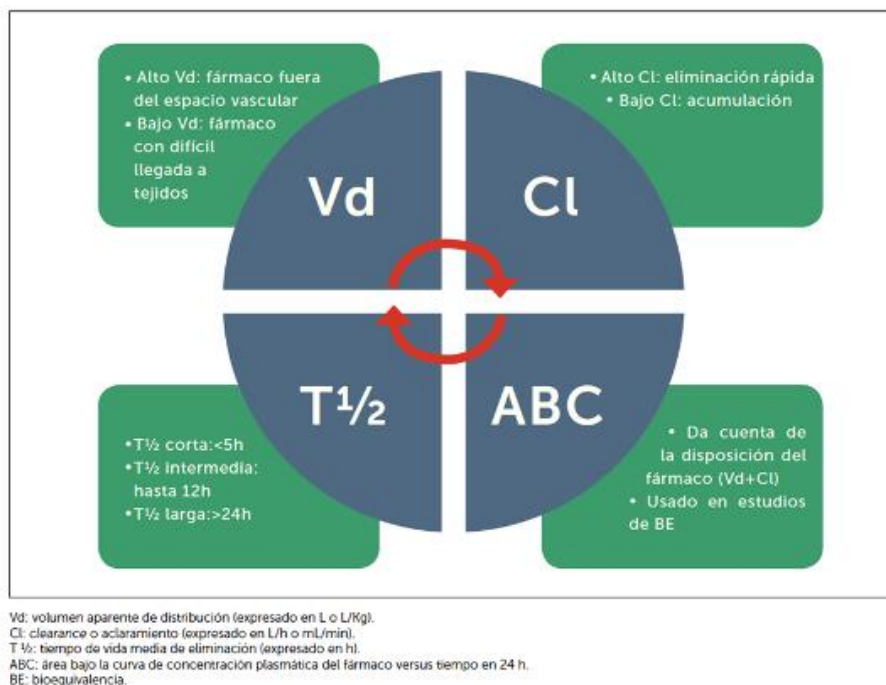 • Alto Vd: fármaco fuera
del espacio vascular
• Bajo Vd: fármaco
con difícil
llegada a
tejidos
Vd
• Alto Cl: eliminación rápida
• Bajo Cl: acumulación
Cl
•T½ corta:<5h
•T½ intermedia:
hasta 12h
•T½ larga:>24h
T½
ABC
• Da cuenta de
la disposición del
fármaco (Vd+Cl)
• Usado en estudios
de BE
Vd: volumen aparente de distribución (expresado en L o L/Kg).
Cl: clearance o aclaramiento (expresado en L/h o mL/min).
T ½: tiempo de vida media de eliminación (expresado en h).
ABC: área bajo la curva de concentración plasmática del fármaco versus tiempo en 24 h.
BE: bioequivalencia.